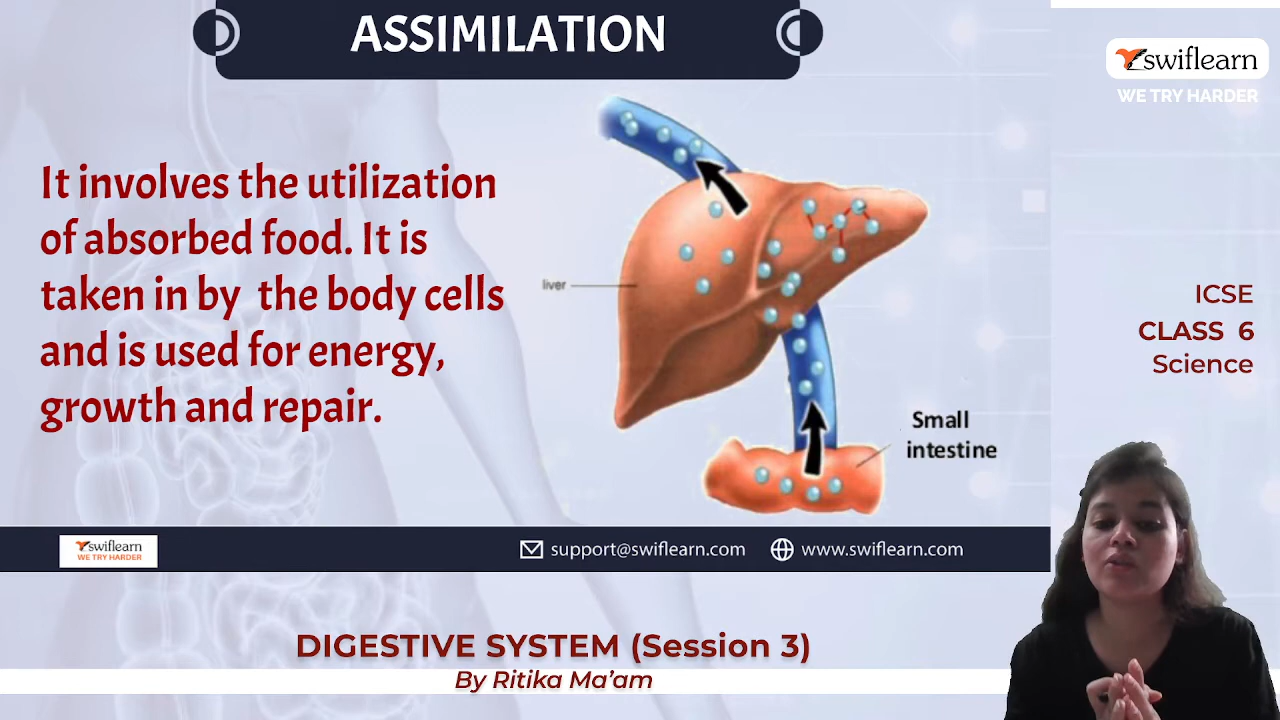 ASSIMILATION
swiflearn
WE TRY HARDER
It involves the utilization
of absorbed food. It is
taken in by the body cells
and is used for energy,
growth and repair.
liver
Small
intestine
ICSE
CLASS 6
Science
swiflearn
WE TRY HARDER
support@swiflearn.com
www.swiflearn.com
DIGESTIVE SYSTEM (Session 3)
By Ritika Ma’am